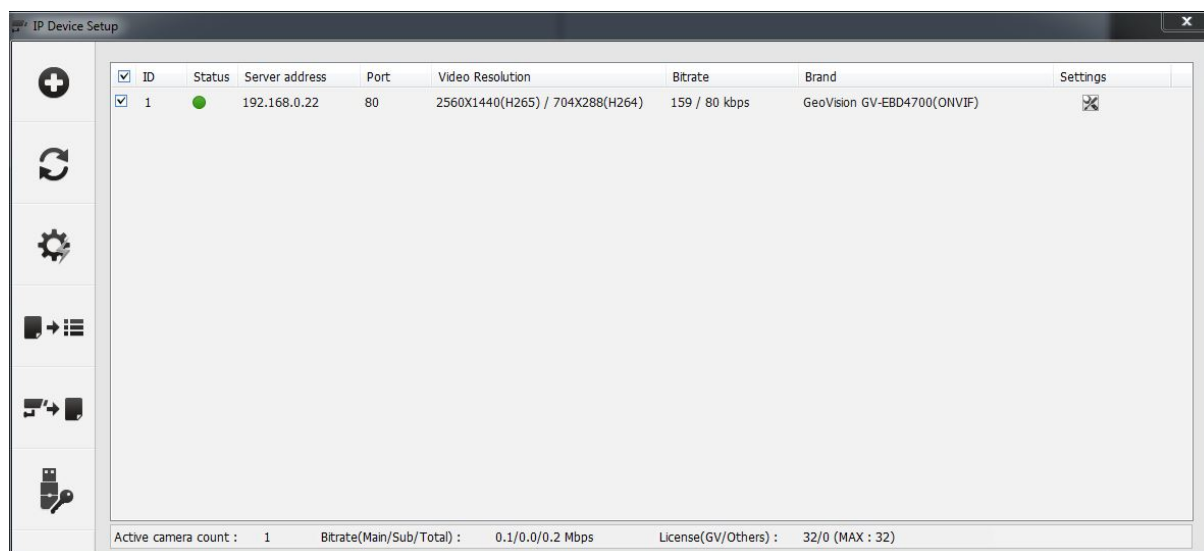 IP Device Setup
X
ID Status Server address Port Video Resolution Bitrate Brand Settings
1 192.168.0.22 80 2560X1440(H265) / 704X288(H264) 159 / 80 kbps GeoVision GV-EBD4700(ONVIF)
Active camera count : 1 Bitrate(Main/Sub/Total) : 0.1/0.0/0.2 Mbps License(GV/Others) : 32/0 (MAX : 32)